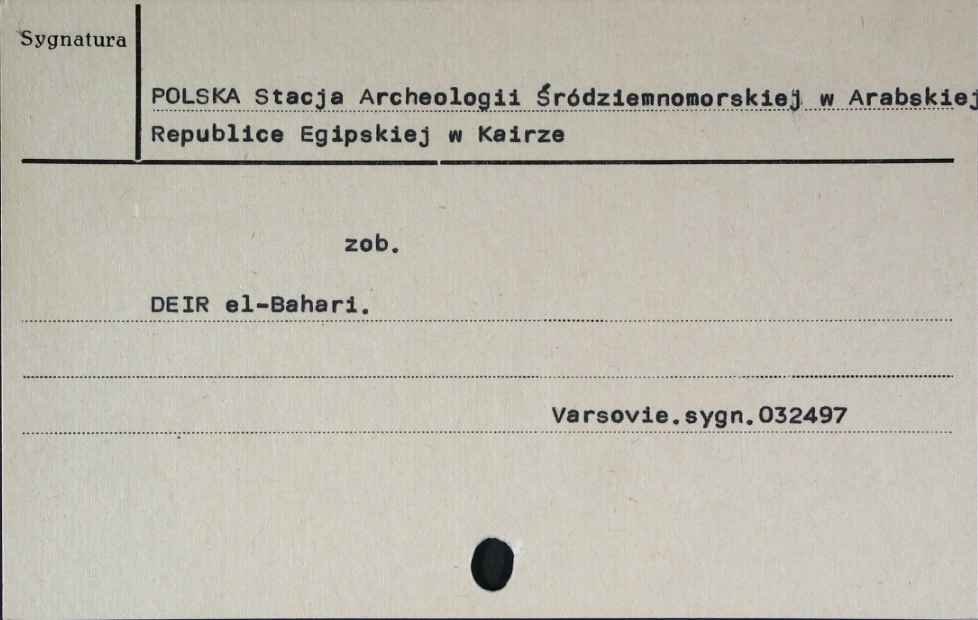 Sygnatura
POLSKA Stacja Archeologii Śródziemnomorskiej w Arabskiej
Republice Egipskiej w Kairze
zob.
DEIR el-Bahari.
Varsovie.sygn.032497